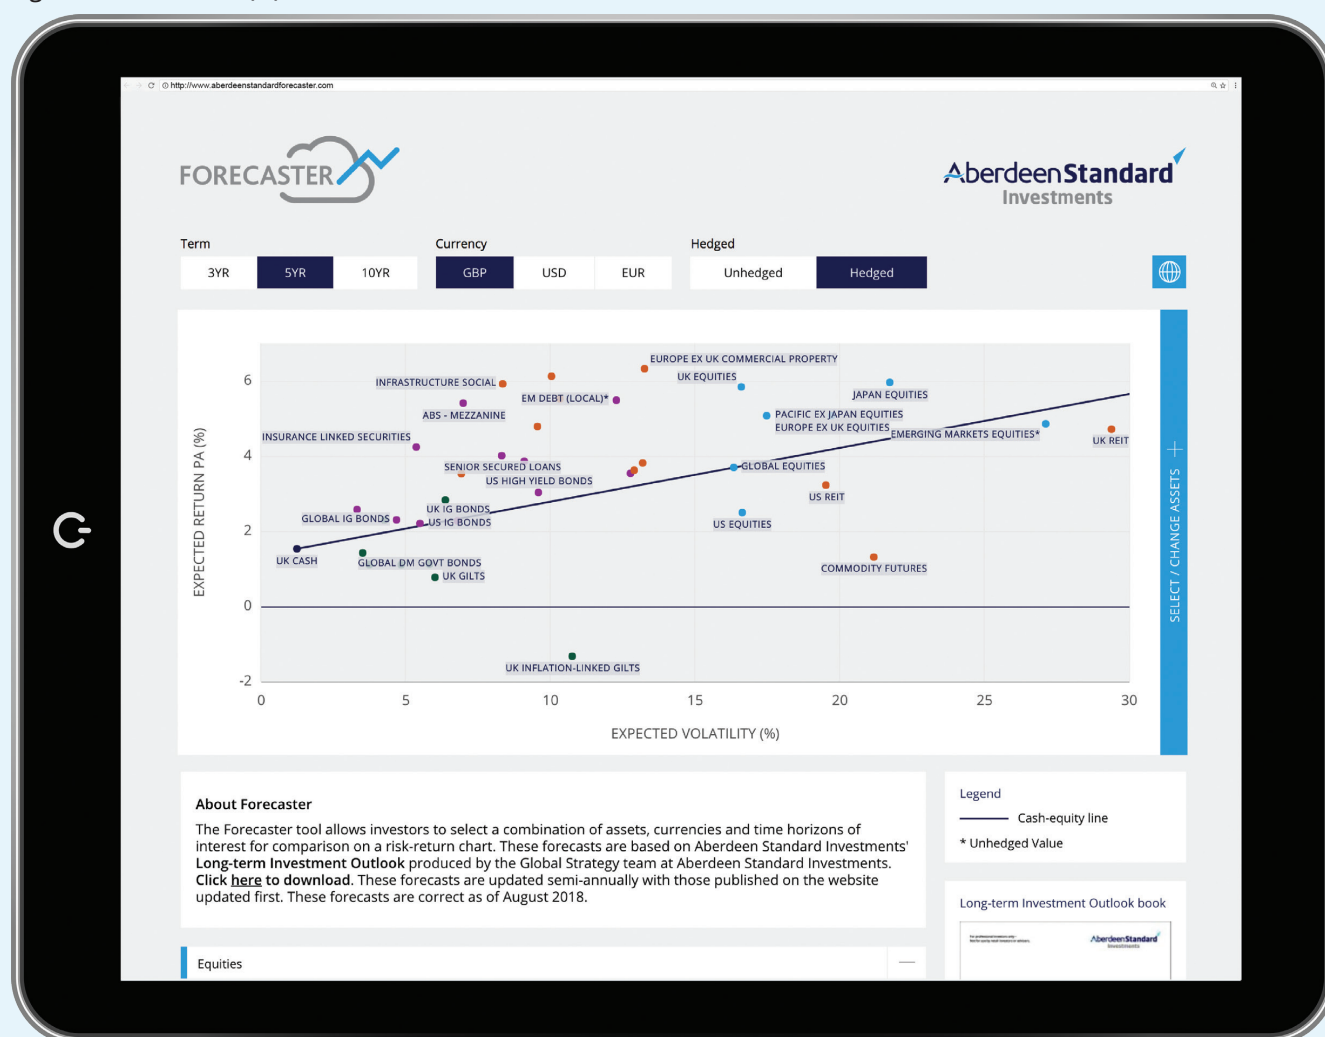 http://www.aberdeenstandardforecaster.com
FORECASTER
Aberdeen Standard
Investments
Term
Currency
Hedged
3YR
5YR
10YR
GBP
USD
EUR
Unhedged
Hedged
EUROPE EX UK COMMERCIAL PROPERTY
UK EQUITIES
INFRASTRUCTURE SOCIAL
JAPAN EQUITIES
EM DEBT (LOCAL)*
ABS - MEZZANINE
PACIFIC EX JAPAN EQUITIES
EUROPE EX UK EQUITIES
EMERGING MARKETS EQUITIES*
INSURANCE LINKED SECURITIES
UK REIT
SENIOR SECURED LOANS
GLOBAL EQUITIES
US HIGH YIELD BONDS
US REIT
UK IG BONDS
GLOBAL IG BONDS
US IG BONDS
US EQUITIES
UK CASH
GLOBAL DM GOVT BONDS
UK GILTS
COMMODITY FUTURES
UK INFLATION-LINKED GILTS
6
4
2
0
-2
EXPECTED RETURN PA (%)
0
5
10
15
20
25
30
EXPECTED VOLATILITY (%)
SELECT / CHANGE ASSETS +
About Forecaster
The Forecaster tool allows investors to select a combination of assets, currencies and time horizons of
interest for comparison on a risk-return chart. These forecasts are based on Aberdeen Standard Investments'
Long-term Investment Outlook produced by the Global Strategy team at Aberdeen Standard Investments.
Click here to download. These forecasts are updated semi-annually with those published on the website
updated first. These forecasts are correct as of August 2018.
Legend
Cash-equity line
* Unhedged Value
Long-term Investment Outlook book
Aberdeen Standard
Investments
Equities